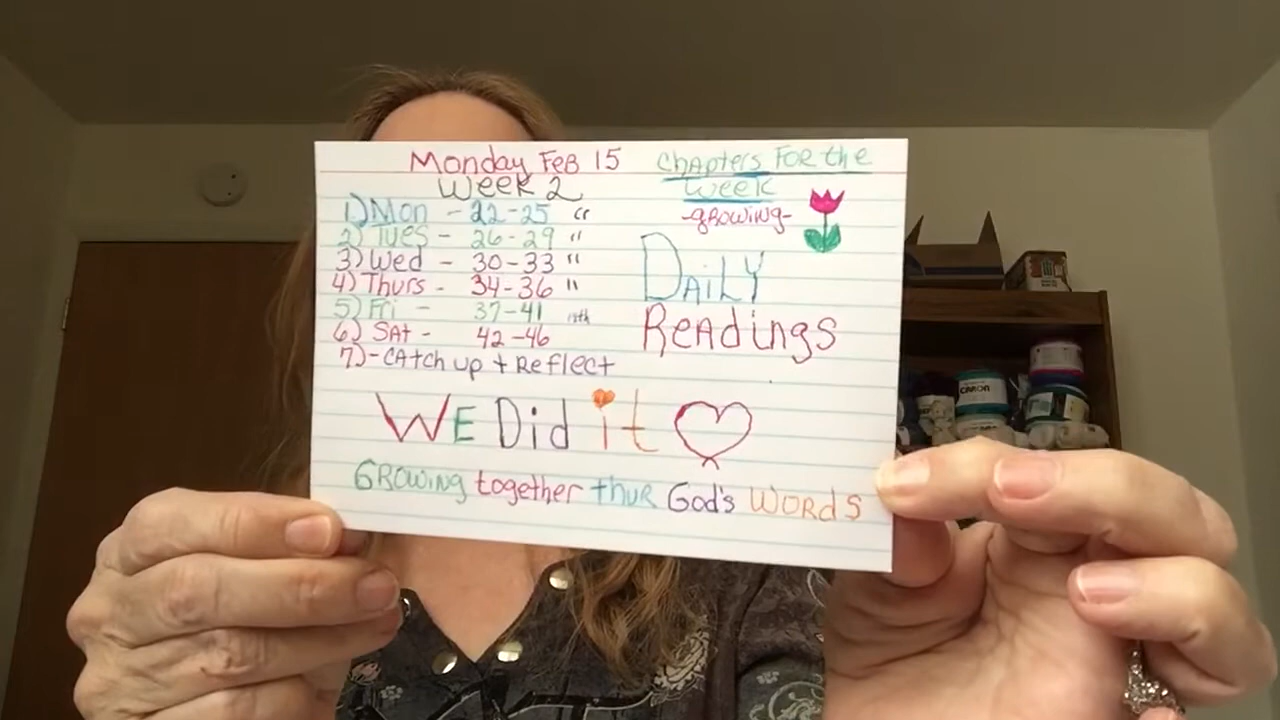 Monday Feb 15
Week 2
1) Mon - 22-25 "
2) Tues - 26-29 "
3) Wed - 30-33 "
4) Thurs - 34-36 "
5) Fri - 37-41
6) SAt - 42-46
7) - CAtch up + Reflect
ChApteRS FOR the
Week
-gROWing-
DAiLY
ReAdings
WE Did it
GROWing together thuR God's WORdS
CARON